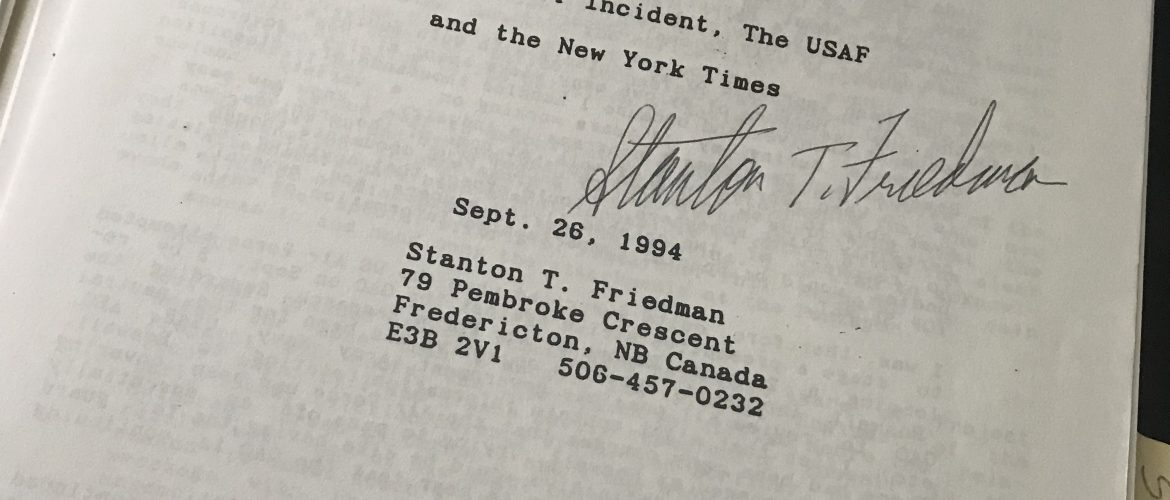 Incident, The USAF
and the New York Times
Stanton T. Friedman
Sept. 26, 1994
Stanton T. Friedman
79 Pembroke Crescent
Fredericton, NB Canada
E3B 2V1 506-457-0232